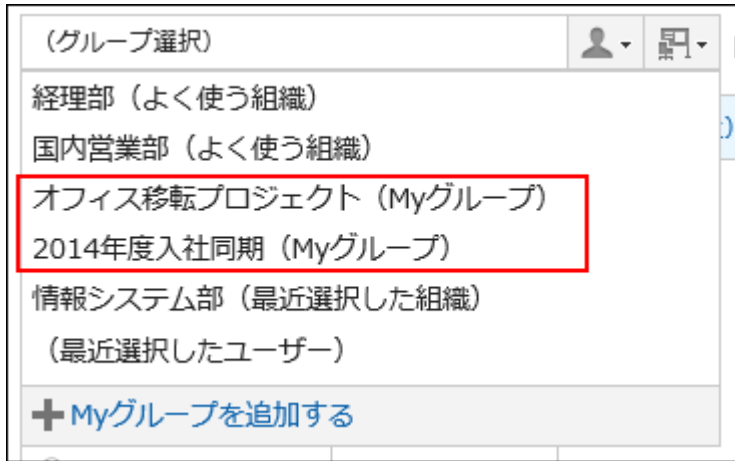 （グループ選択）
経理部（よく使う組織）
国内営業部（よく使う組織）
オフィス移転プロジェクト（Myグループ）
2014年度入社同期（Myグループ）
情報システム部（最近選択した組織）
（最近選択したユーザー）
Myグループを追加する